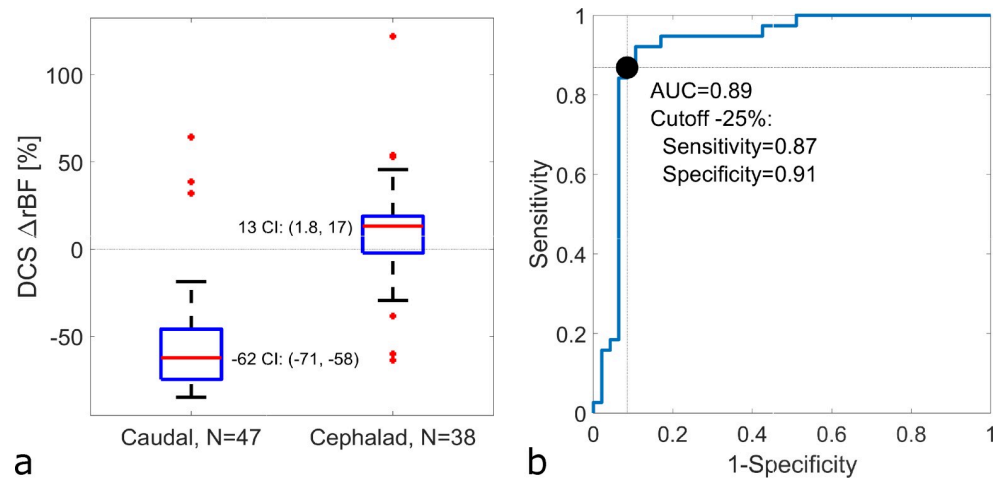 100
50
0
-50
DCS ΔrBF [%]
13 CI: (1.8, 17)
-62 CI: (-71, -58)
Caudal, N=47
Cephalad, N=38
a
1
0.8
0.6
0.4
0.2
0
Sensitivity
AUC=0.89
Cutoff -25%:
Sensitivity=0.87
Specificity=0.91
0
0.2
0.4
0.6
0.8
1
1-Specificity
b